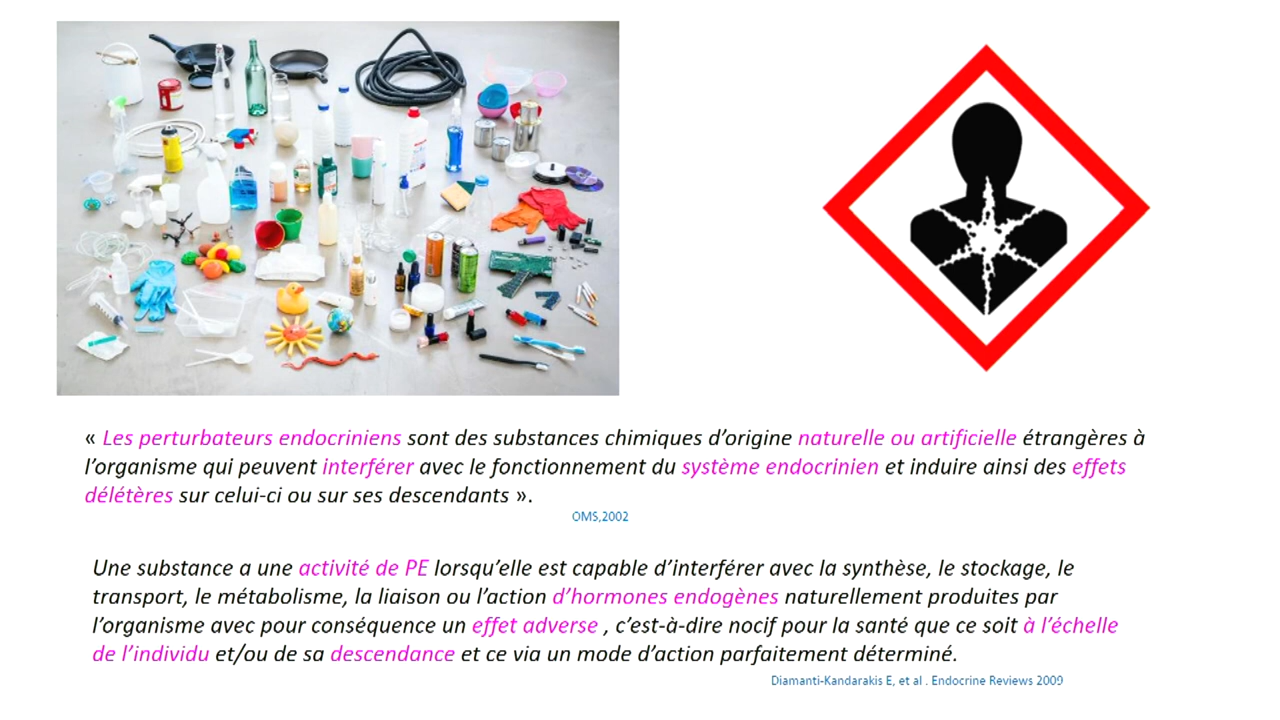 « Les perturbateurs endocriniens sont des substances chimiques d’origine naturelle ou artificielle étrangères à
l’organisme qui peuvent interférer avec le fonctionnement du système endocrinien et induire ainsi des effets
délétères sur celui-ci ou sur ses descendants ».
OMS,2002
Une substance a une activité de PE lorsqu’elle est capable d’interférer avec la synthèse, le stockage, le
transport, le métabolisme, la liaison ou l’action d’hormones endogènes naturellement produites par
l’organisme avec pour conséquence un effet adverse , c’est-à-dire nocif pour la santé que ce soit à l’échelle
de l’individu et/ou de sa descendance et ce via un mode d’action parfaitement déterminé.
Diamanti-Kandarakis E, et al . Endocrine Reviews 2009